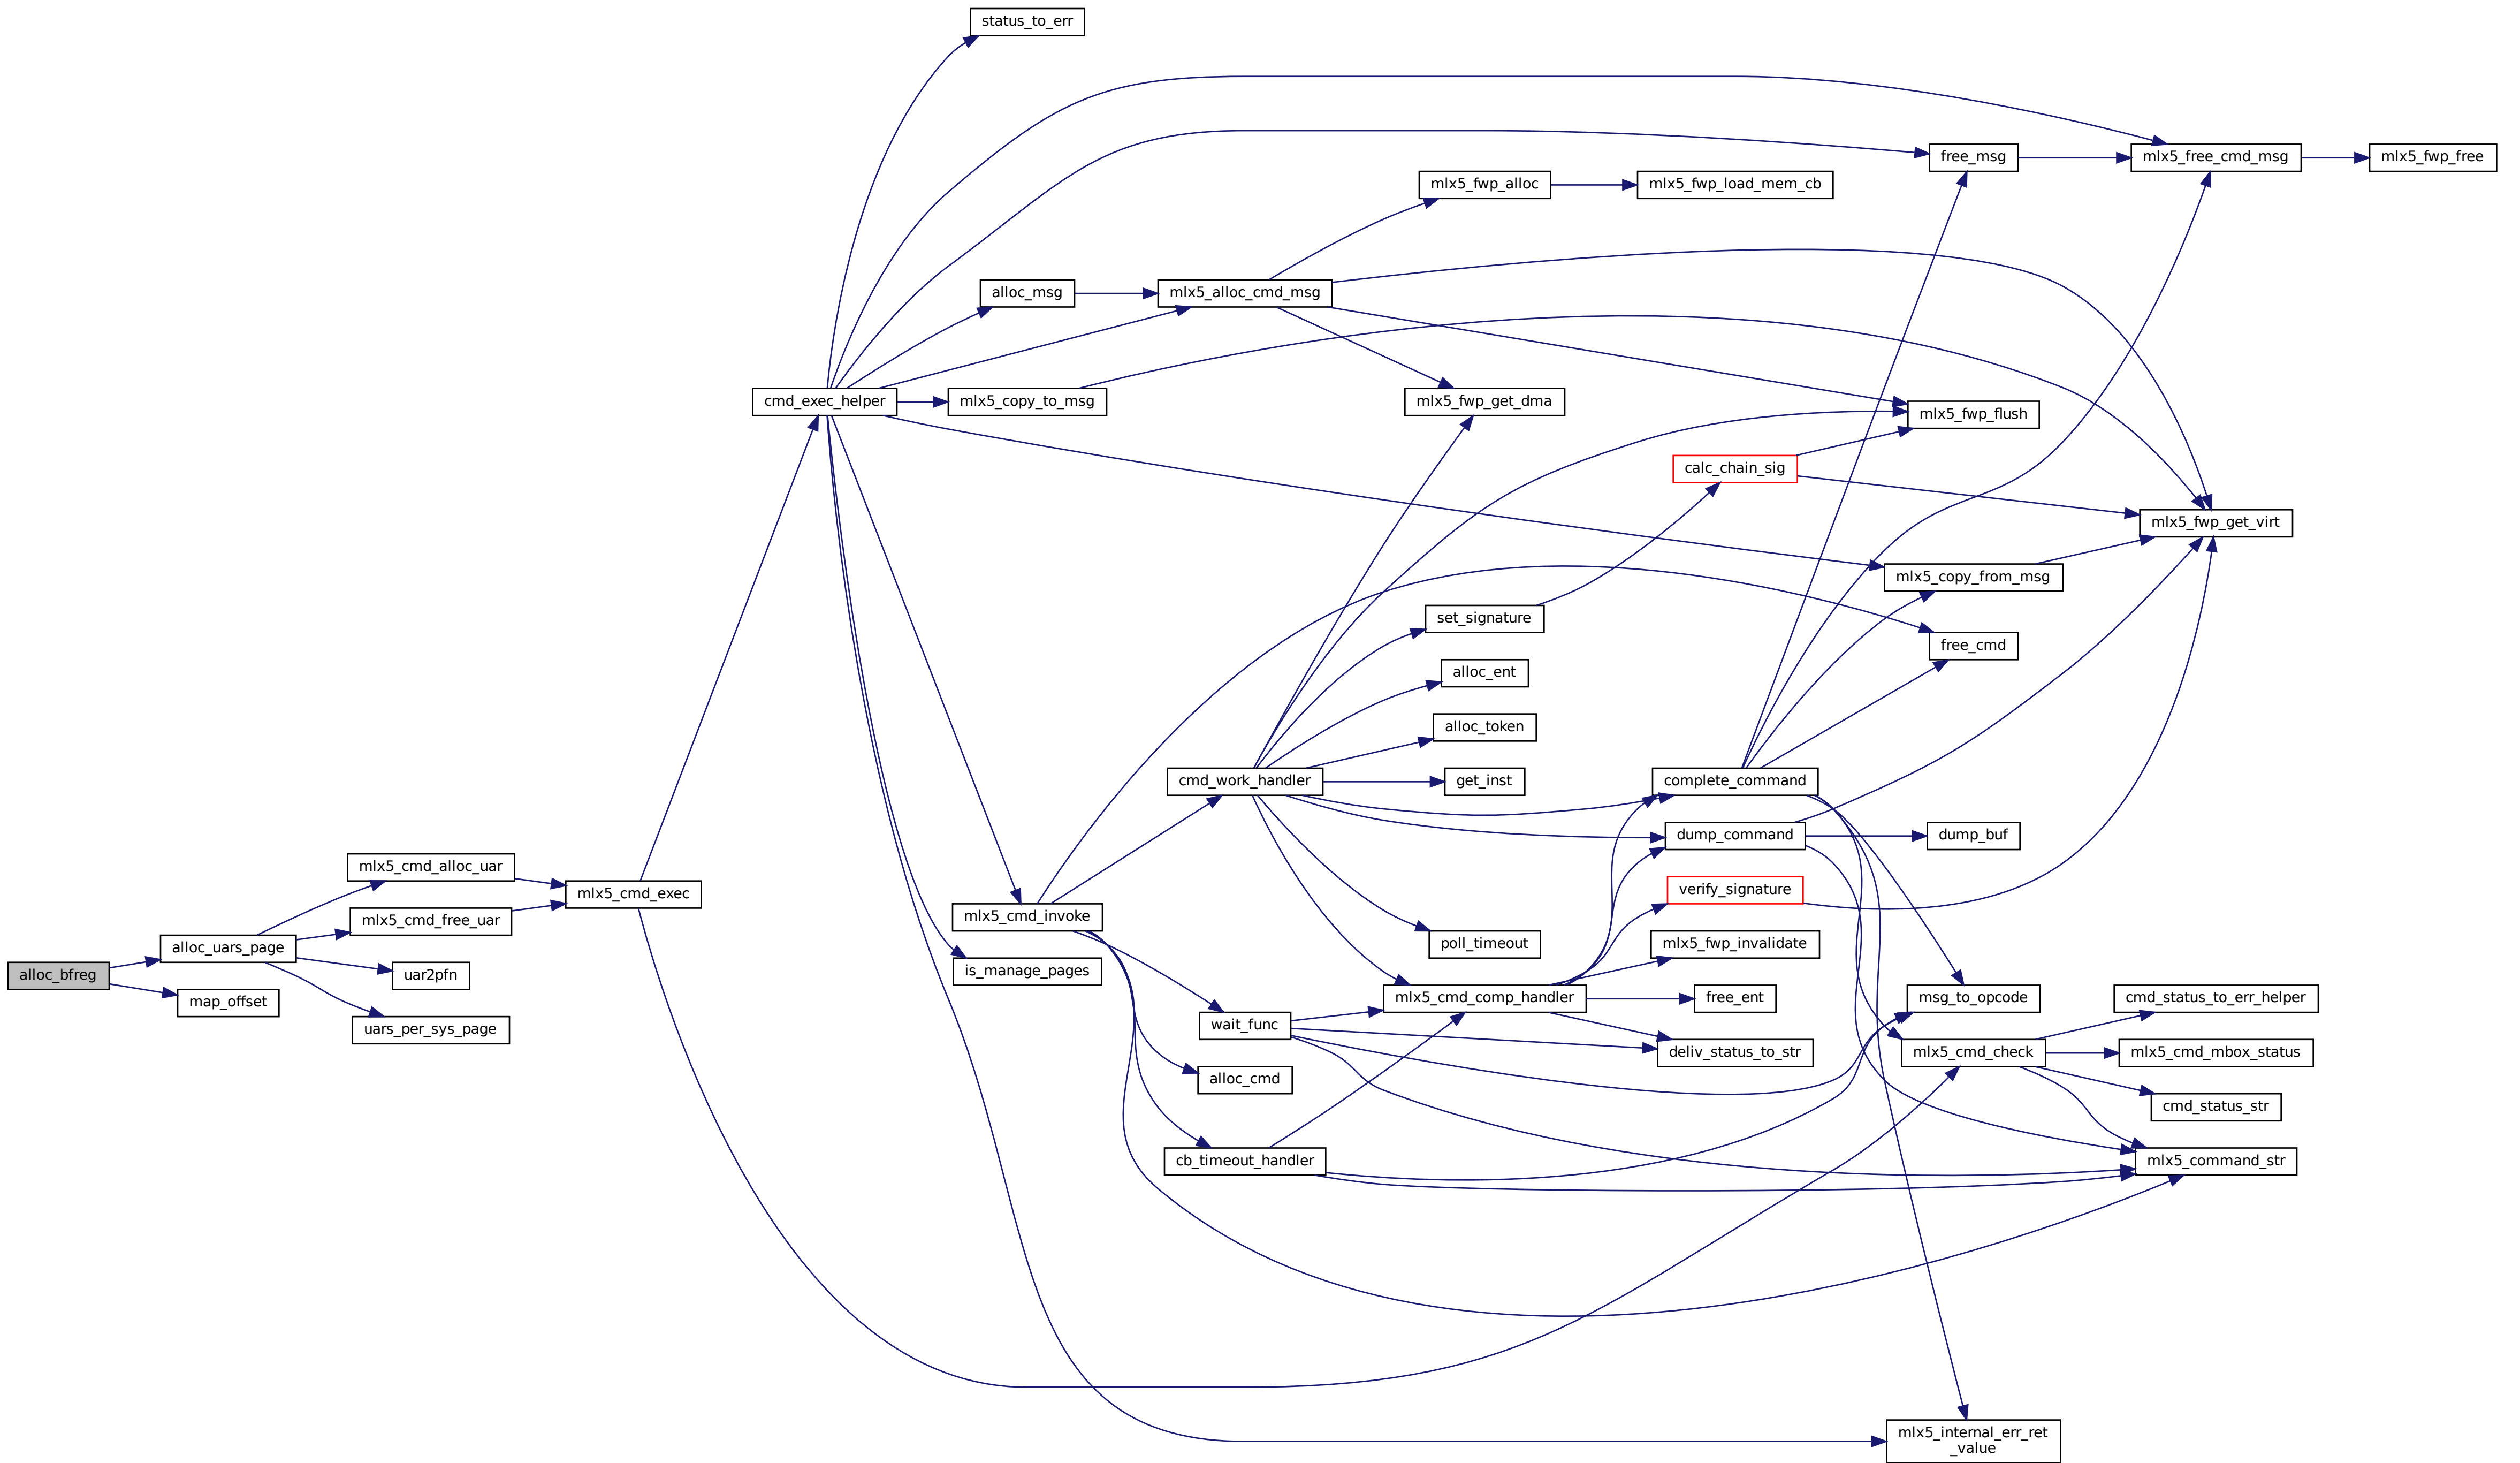 status_to_err
free_msg
mlx5_free_cmd_msg
mlx5_fwp_free
mlx5_fwp_alloc
mlx5_fwp_load_mem_cb
alloc_msg
mlx5_alloc_cmd_msg
cmd_exec_helper
mlx5_copy_to_msg
mlx5_fwp_get_dma
mlx5_fwp_flush
calc_chain_sig
mlx5_fwp_get_virt
mlx5_copy_from_msg
set_signature
free_cmd
alloc_ent
alloc_token
cmd_work_handler
get_inst
complete_command
dump_command
dump_buf
mlx5_cmd_alloc_uar
mlx5_cmd_exec
verify_signature
mlx5_cmd_free_uar
mlx5_cmd_invoke
alloc_uars_page
poll_timeout
mlx5_fwp_invalidate
alloc_bfreg
uar2pfn
is_manage_pages
map_offset
mlx5_cmd_comp_handler
free_ent
msg_to_opcode
cmd_status_to_err_helper
uars_per_sys_page
wait_func
deliv_status_to_str
mlx5_cmd_check
mlx5_cmd_mbox_status
alloc_cmd
cmd_status_str
cb_timeout_handler
mlx5_command_str
mlx5_internal_err_ret
_value